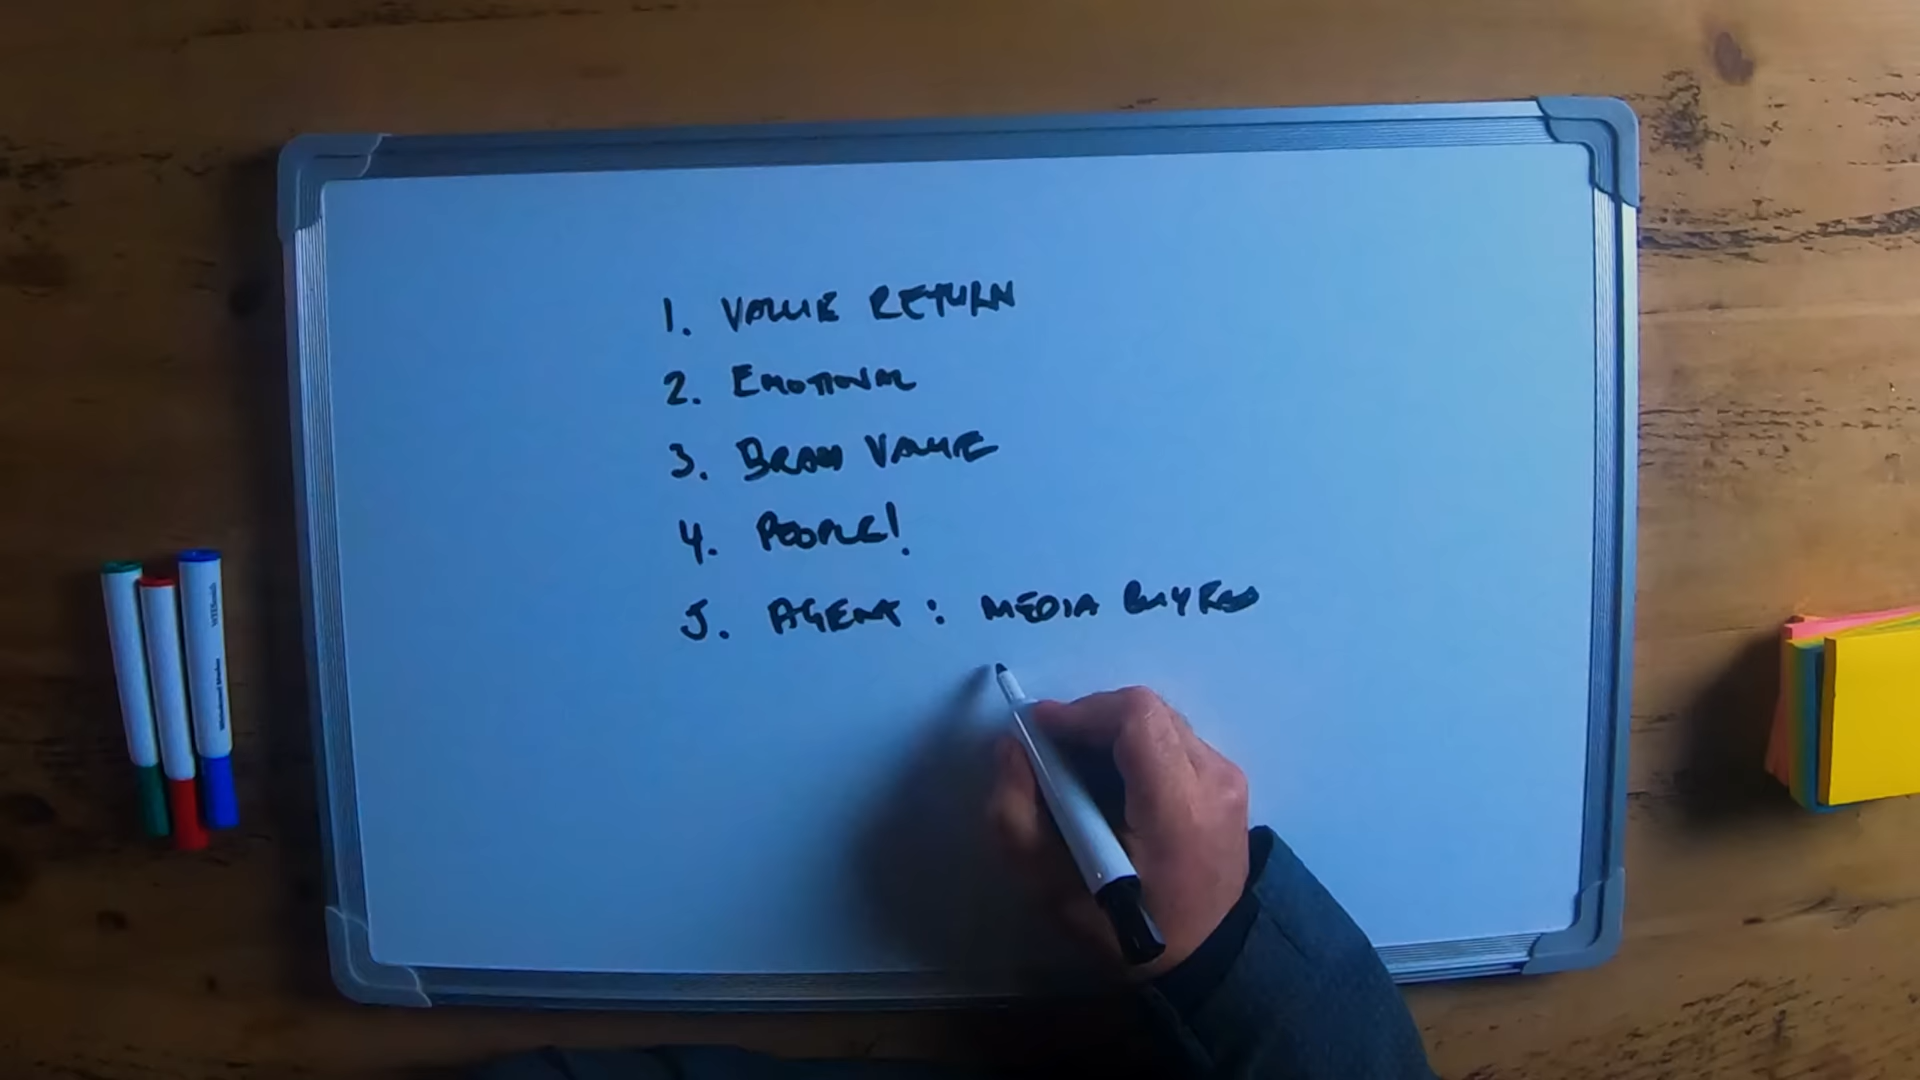 1. VALUE RETURN
2. EMOTIONAL
3. BRAND VALUE
4. PEOPLE!
5. AGENT: MEDIA BUYERS